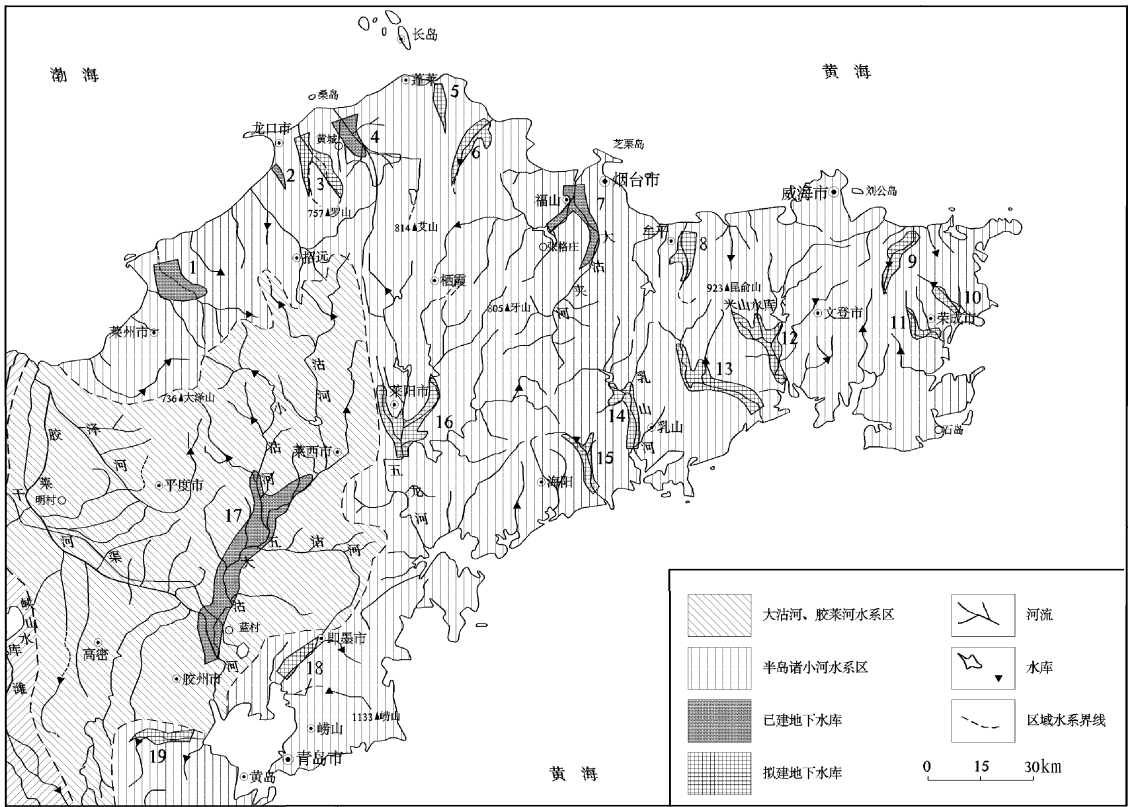 长岛
渤 海
黄 海
蓬莱
桑岛
5
龙口市
黄城
4
6
芝罘岛
2
3
烟台市
威海市
刘公岛
福山
7
757▲罗山
814▲艾山
大
牟平
8
张格庄
沽
9
1
招远
栖霞
夹
923▲昆俞山
10
805▲牙山
河
米山水库
文登市
11
荣成市
莱州市
12
沽
13
河
乳
736▲大泽山
小
莱阳市
山
14
16
乳山
石岛
胶
泽
沽
河
莱西市
河
15
五
渠
河
平度市
海阳
龙
干
明村
17
河
河
渠
五
沽
河
大
峡
山
沽
水
蓝村
库
高密
河
即墨市
潍
18
胶州市
1133▲崂山
崂山
19
青岛市
黄岛
黄 海
大沽河、胶莱河水系区
河流
半岛诸小河水系区
水库
已建地下水库
区域水系界线
拟建地下水库
0 15 30km